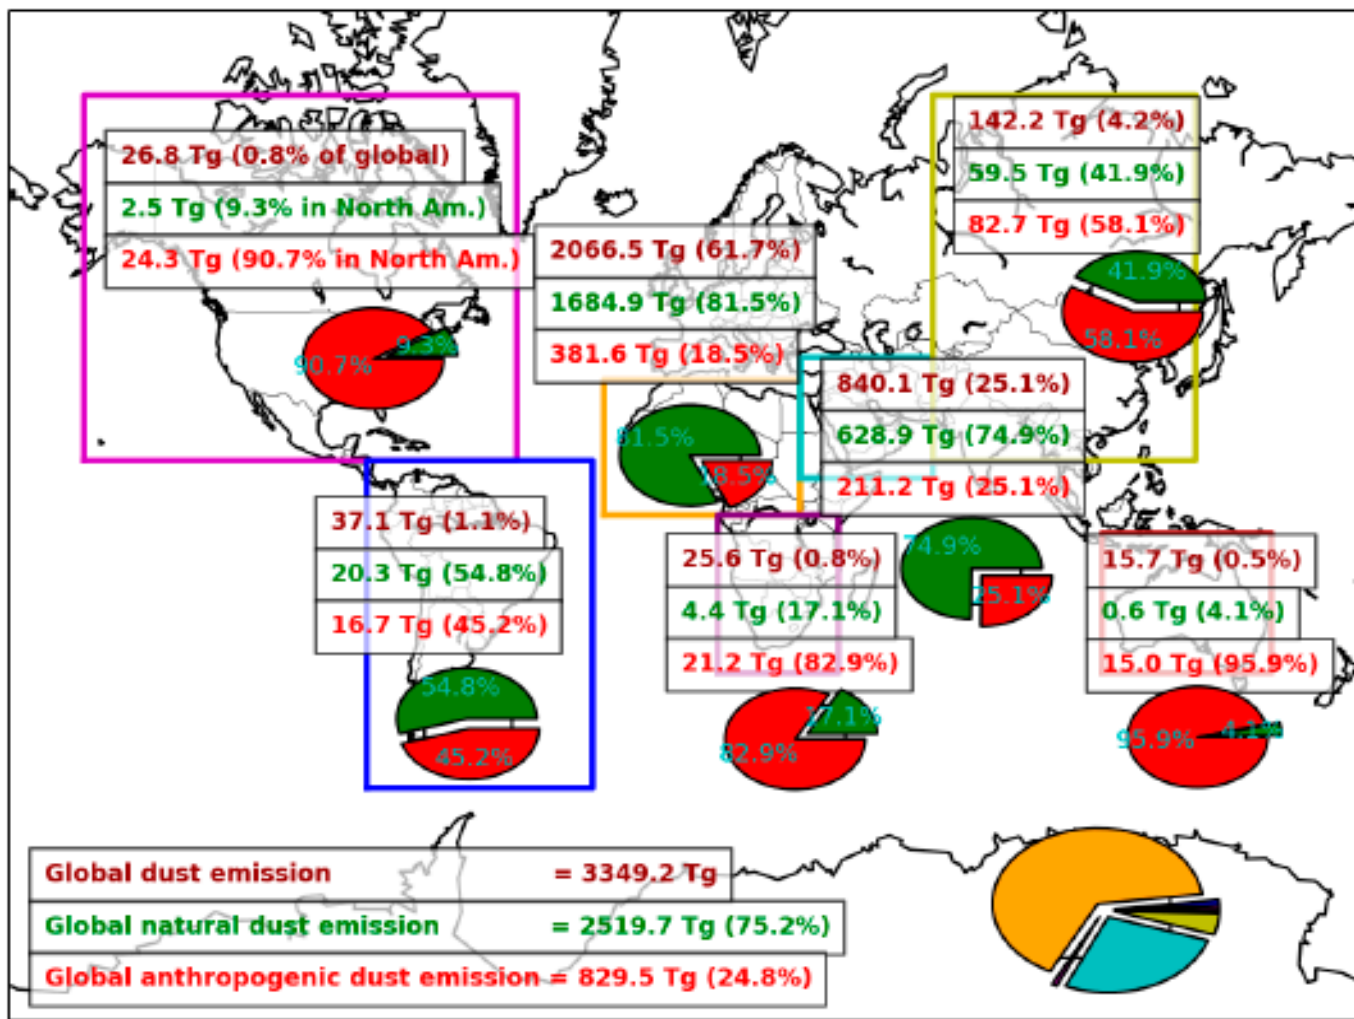 26.8 Tg (0.8% of global)
2.5 Tg (9.3% in North Am.)
24.3 Tg (90.7% in North Am.)
9.3%
90.7%
2066.5 Tg (61.7%)
1684.9 Tg (81.5%)
381.6 Tg (18.5%)
81.5%
18.5%
142.2 Tg (4.2%)
59.5 Tg (41.9%)
82.7 Tg (58.1%)
41.9%
58.1%
840.1 Tg (25.1%)
628.9 Tg (74.9%)
211.2 Tg (25.1%)
74.9%
25.1%
37.1 Tg (1.1%)
20.3 Tg (54.8%)
16.7 Tg (45.2%)
54.8%
45.2%
25.6 Tg (0.8%)
4.4 Tg (17.1%)
21.2 Tg (82.9%)
17.1%
82.9%
15.7 Tg (0.5%)
0.6 Tg (4.1%)
15.0 Tg (95.9%)
4.1%
95.9%
Global dust emission = 3349.2 Tg
Global natural dust emission = 2519.7 Tg (75.2%)
Global anthropogenic dust emission = 829.5 Tg (24.8%)